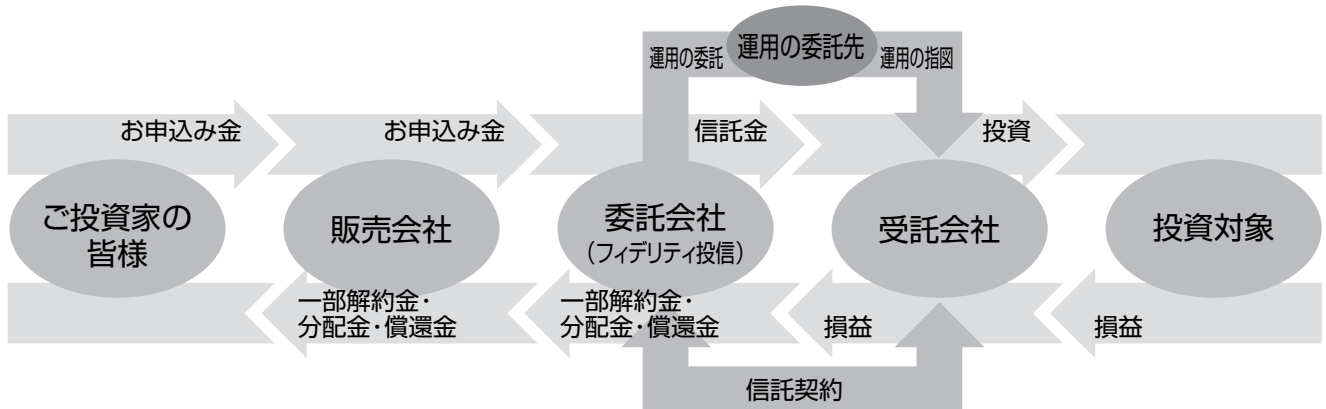 運用の委託
運用の委託先
運用の指図
お申込み金
お申込み金
信託金
投資
ご投資家の
皆様
販売会社
委託会社
(フィデリティ投信)
受託会社
投資対象
一部解約金・
分配金・償還金
一部解約金・
分配金・償還金
損益
損益
信託契約